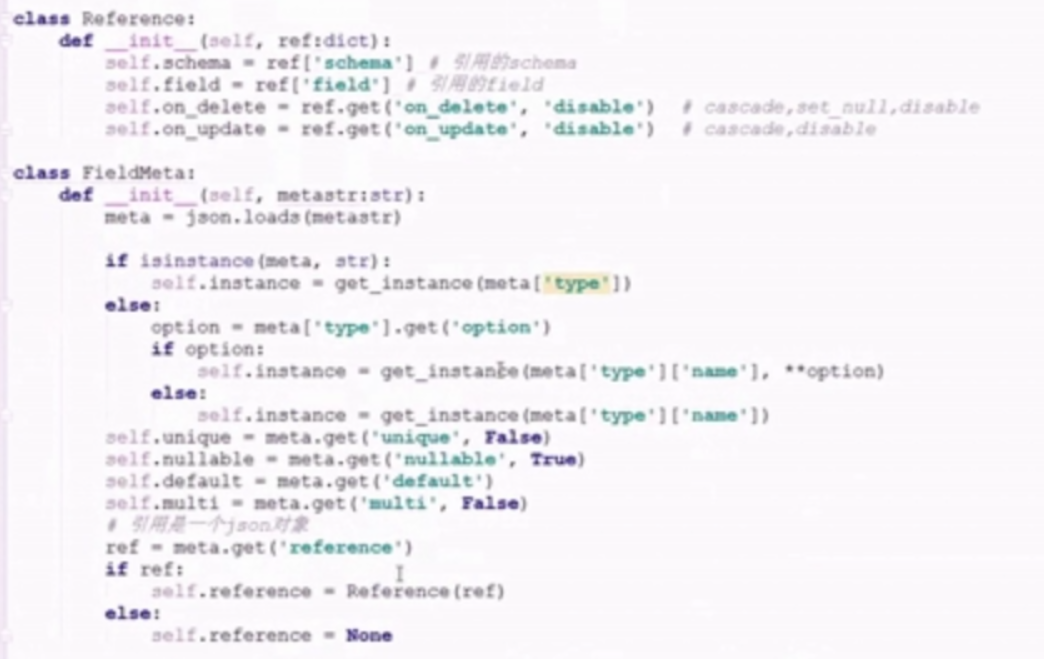 class Reference:
    def __init__(self, ref:dict):
        self.schema = ref['schema'] # 引用的schema
        self.field = ref['field'] # 引用的field
        self.on_delete = ref.get('on_delete', 'disable')  # cascade,set_null,disable
        self.on_update = ref.get('on_update', 'disable')  # cascade,disable

class FieldMeta:
    def __init__(self, metastr:str):
        meta = json.loads(metastr)

        if isinstance(meta, str):
            self.instance = get_instance(meta['type'])
        else:
            option = meta['type'].get('option')
            if option:
                self.instance = get_instance(meta['type']['name'], **option)
            else:
                self.instance = get_instance(meta['type']['name'])
        self.unique = meta.get('unique', False)
        self.nullable = meta.get('nullable', True)
        self.default = meta.get('default')
        self.multi = meta.get('multi', False)
        # 引用是一个json对象
        ref = meta.get('reference')
        if ref:
            self.reference = Reference(ref)
        else:
            self.reference = None